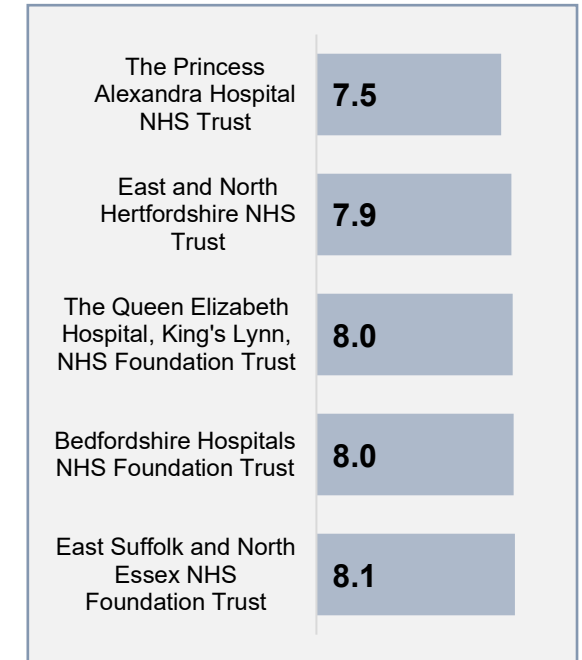 The Princess
Alexandra Hospital
NHS Trust
7.5
East and North
Hertfordshire NHS
Trust
7.9
The Queen Elizabeth
Hospital, King's Lynn,
NHS Foundation Trust
8.0
Bedfordshire Hospitals
NHS Foundation Trust
8.0
East Suffolk and North
Essex NHS
Foundation Trust
8.1